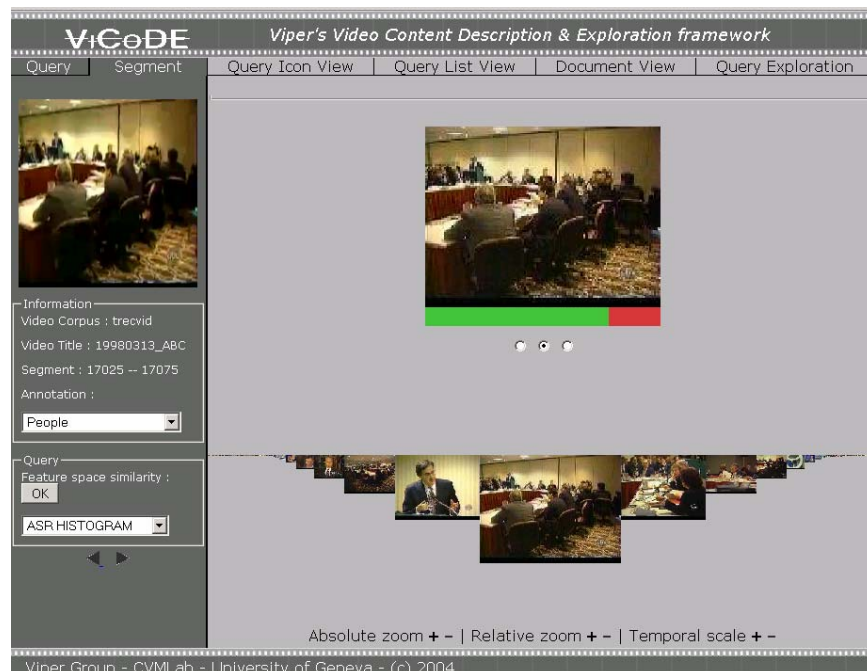 ViCoDE
Viper's Video Content Description & Exploration framework
Query
Segment
Query Icon View | Query List View | Document View | Query Exploration
Information
Video Corpus : trecvid
Video Title : 19980313_ABC
Segment : 17025 -- 17075
Annotation :
People
Query
Feature space similarity :
OK
ASR HISTOGRAM
Absolute zoom + - | Relative zoom + - | Temporal scale + -
Viper Group - CVMLab - University of Geneva - (c) 2004